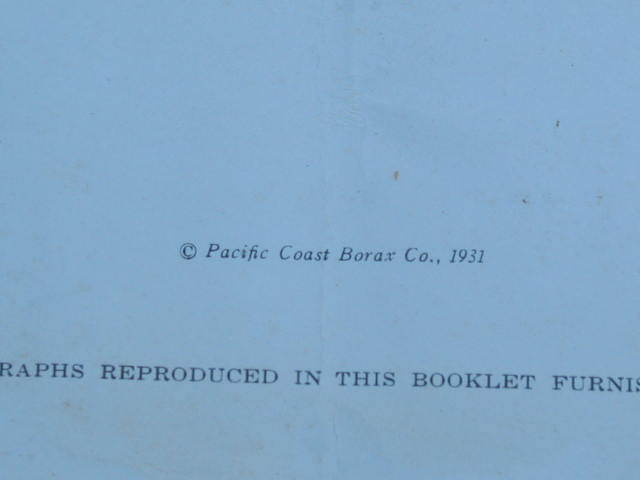 © Pacific Coast Borax Co., 1931
RAPHS REPRODUCED IN THIS BOOKLET FURNIS